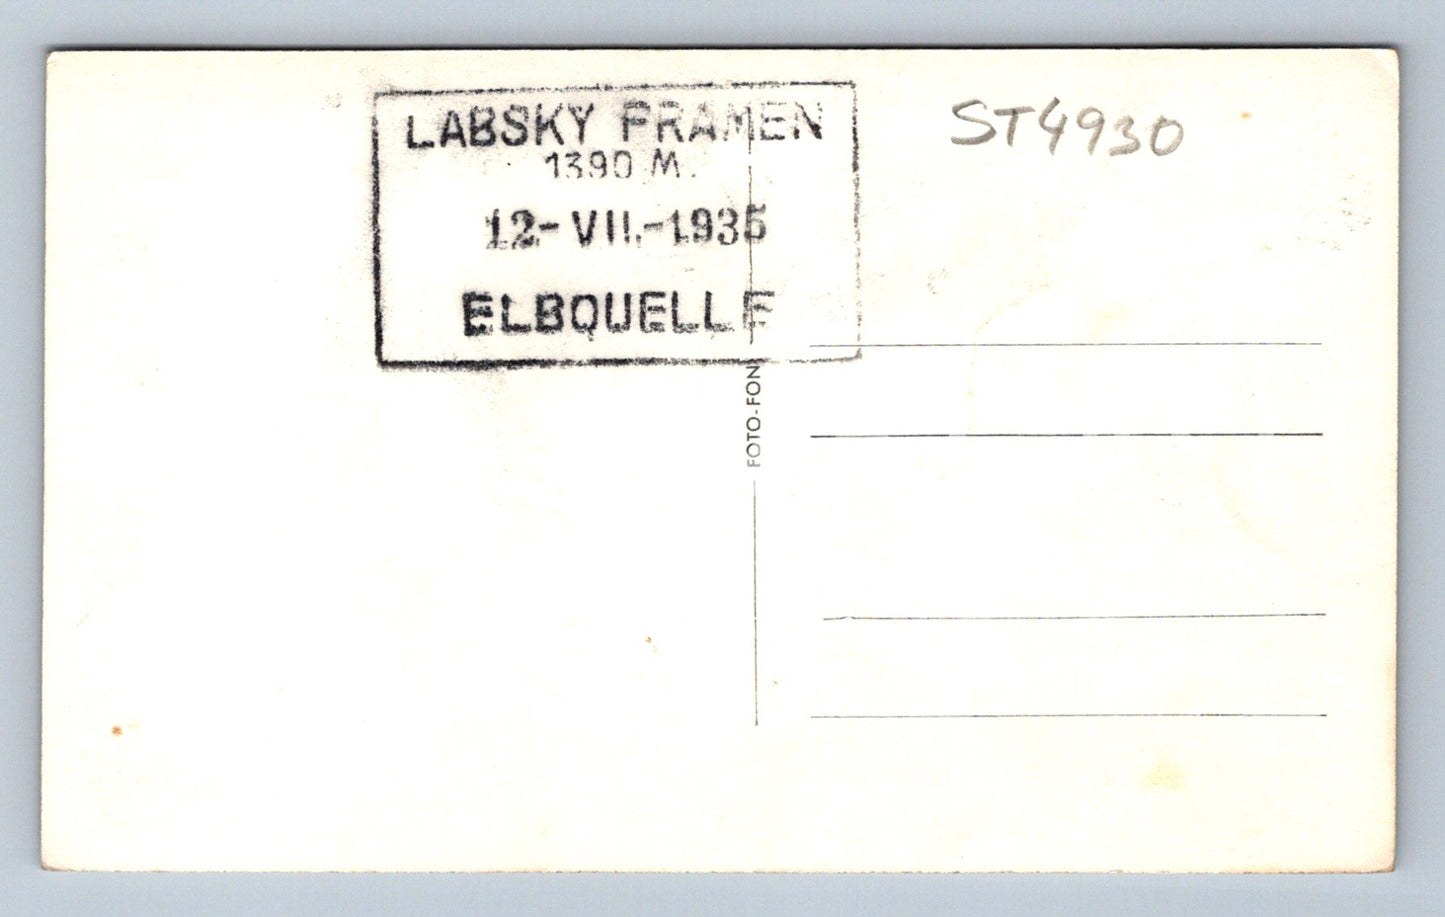 LABSKY PRAMEN
1390 M.
12-VII.-1935
ELBQUELLE
ST4930
FOTO-FON